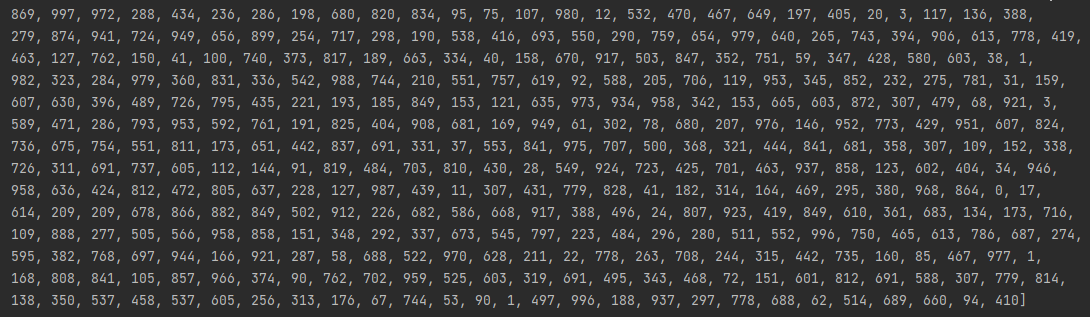 869, 997, 972, 288, 434, 236, 286, 198, 680, 820, 834, 95, 75, 107, 980, 12, 532, 470, 467, 649, 197, 405, 20, 3, 117, 136, 388,
279, 874, 941, 724, 949, 656, 899, 254, 717, 298, 190, 538, 416, 693, 550, 290, 759, 654, 979, 640, 265, 743, 394, 906, 613, 778, 419,
463, 127, 762, 150, 41, 100, 740, 373, 817, 189, 663, 334, 40, 158, 670, 917, 503, 847, 352, 751, 59, 347, 428, 580, 603, 38, 1,
982, 323, 284, 979, 360, 831, 336, 542, 988, 744, 210, 551, 757, 619, 92, 588, 205, 706, 119, 953, 345, 852, 232, 275, 781, 31, 159,
607, 630, 396, 489, 726, 795, 435, 221, 193, 185, 849, 153, 121, 635, 973, 934, 958, 342, 153, 665, 603, 872, 307, 479, 68, 921, 3,
589, 471, 286, 793, 953, 592, 761, 191, 825, 404, 908, 681, 169, 949, 61, 302, 78, 680, 207, 976, 146, 952, 773, 429, 951, 607, 824,
736, 675, 754, 551, 811, 173, 651, 442, 837, 691, 331, 37, 553, 841, 975, 707, 500, 368, 321, 444, 841, 681, 358, 307, 109, 152, 338,
726, 311, 691, 737, 605, 112, 144, 91, 819, 484, 703, 810, 430, 28, 549, 924, 723, 425, 701, 463, 937, 858, 123, 602, 404, 34, 946,
958, 636, 424, 812, 472, 805, 637, 228, 127, 987, 439, 11, 307, 431, 779, 828, 41, 182, 314, 164, 469, 295, 380, 968, 864, 0, 17,
614, 209, 209, 678, 866, 882, 849, 502, 912, 226, 682, 586, 668, 917, 388, 496, 24, 807, 923, 419, 849, 610, 361, 683, 134, 173, 716,
109, 888, 277, 505, 566, 958, 858, 151, 348, 292, 337, 673, 545, 797, 223, 484, 296, 280, 511, 552, 996, 750, 465, 613, 786, 687, 274,
595, 382, 768, 697, 944, 166, 921, 287, 58, 688, 522, 970, 628, 211, 22, 778, 263, 708, 244, 315, 442, 735, 160, 85, 467, 977, 1,
168, 808, 841, 105, 857, 966, 374, 90, 762, 702, 959, 525, 603, 319, 691, 495, 343, 468, 72, 151, 601, 812, 691, 588, 307, 779, 814,
138, 350, 537, 458, 537, 605, 256, 313, 176, 67, 744, 53, 90, 1, 497, 996, 188, 937, 297, 778, 688, 62, 514, 689, 660, 94, 410]